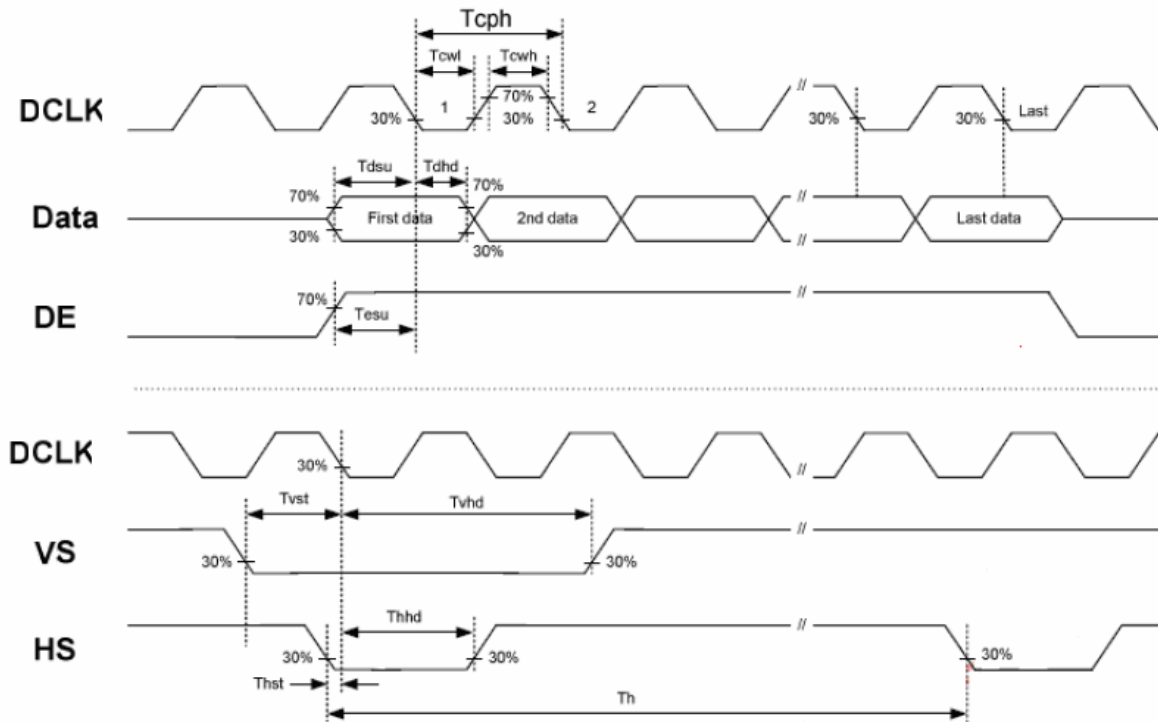 Tcph
Tcwl Tcwh
DCLK 30% 1 70% 30% 2 // 30% 30% Last
Tdsu Tdhd
70% 70%
Data First data 2nd data // Last data
30% 30%
DE 70% //
Tesu
DCLK 30% //
Tvst Tvhd
VS 30% 30% //
Thhd
HS 30% 30% // 30%
Thst
Th